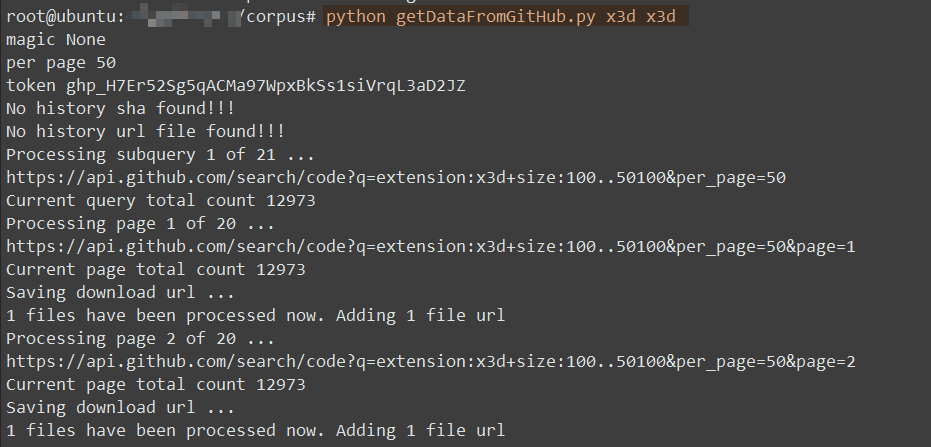 root@ubuntu: /corpus# python getDataFromGitHub.py x3d x3d
magic None
per page 50
token 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
No history sha found!!!
No history url file found!!!
Processing subquery 1 of 21 ...
https://api.github.com/search/code?q=extension:x3d+size:100..50100&per_page=50
Current query total count 12973
Processing page 1 of 20 ...
https://api.github.com/search/code?q=extension:x3d+size:100..50100&per_page=50&page=1
Current page total count 12973
Saving download url ...
1 files have been processed now. Adding 1 file url
Processing page 2 of 20 ...
https://api.github.com/search/code?q=extension:x3d+size:100..50100&per_page=50&page=2
Current page total count 12973
Saving download url ...
1 files have been processed now. Adding 1 file url